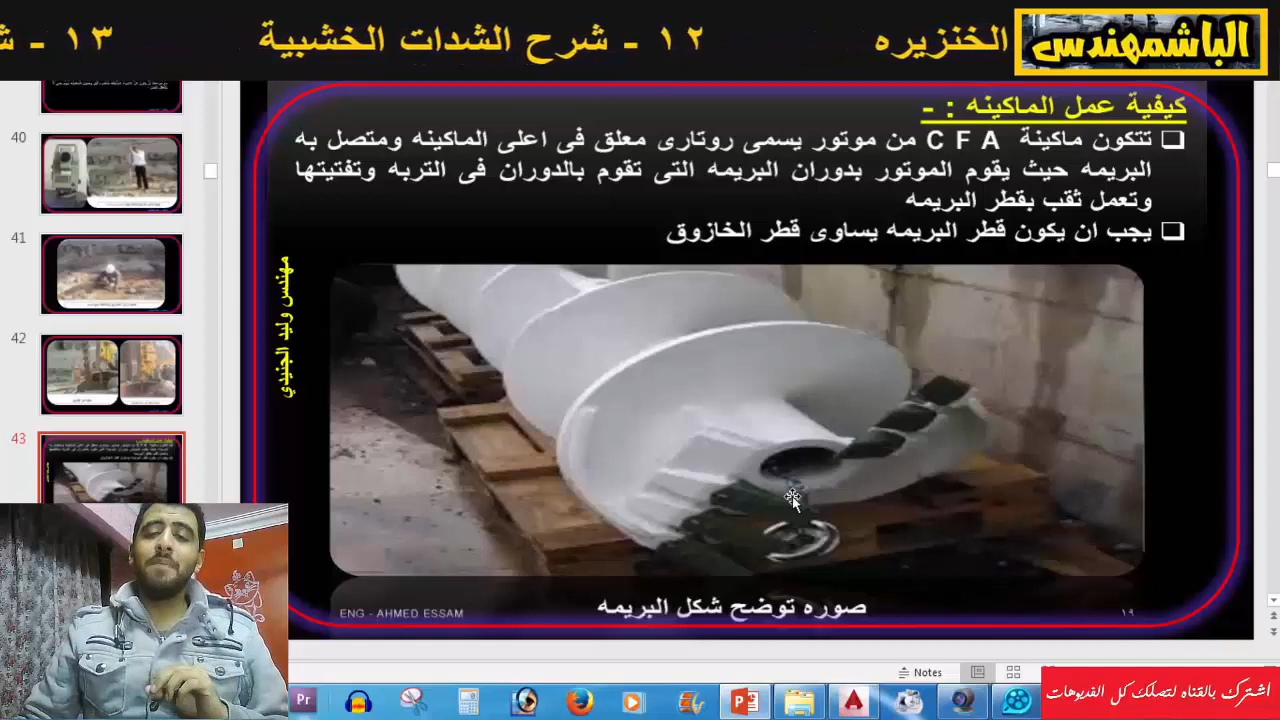 الباشمهندس
الخنزيره
١٢ - شرح الشدات الخشبية
١٣ - ش
كيفية عمل الماكينه : -
تتكون ماكينة C F A من موتور يسمى روتارى معلق فى اعلى الماكينه ومتصل به
البريمه حيث يقوم الموتور بدوران البريمه التى تقوم بالدوران فى التربه وتفتيتها
وتعمل ثقب بقطر البريمه
يجب ان يكون قطر البريمه يساوى قطر الخازوق
مهندس وليد الجنيدي
صوره توضح شكل البريمه
ENG - AHMED ESSAM
١٩
40
41
42
43
Notes
Pr
اشترك بالقناه لتصلك كل الفديوهات